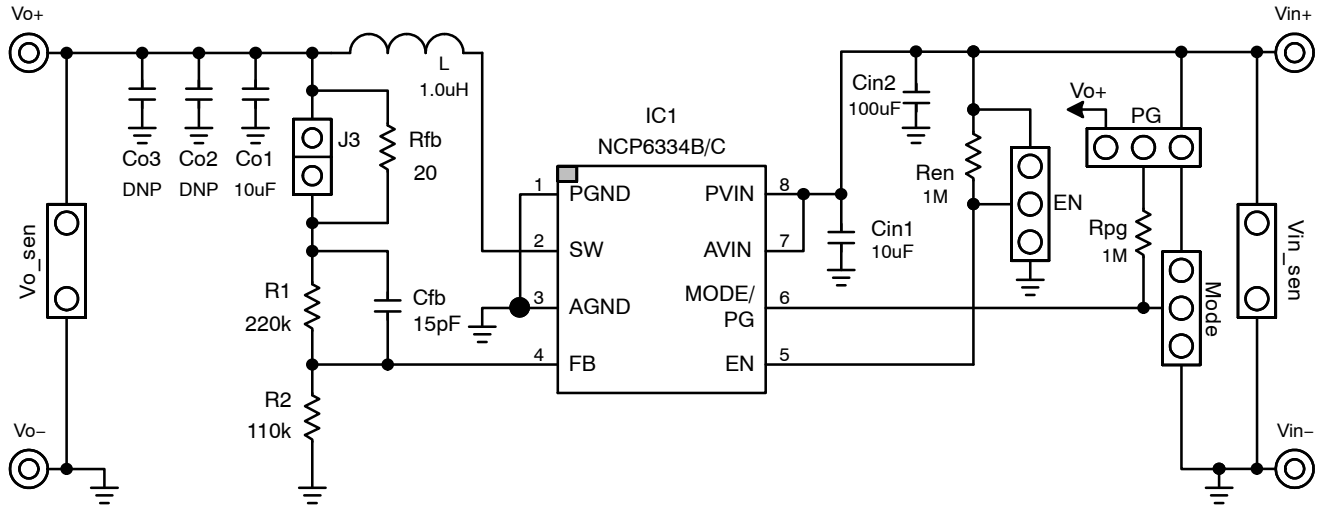 Vo+
Vin+
L
1.0uH
Cin2
100uF
Vo+
PG
IC1
NCP6334B/C
J3
Rfb
20
Co3
Co2
Co1
DNP
DNP
10uF
Ren
1M
EN
1
PGND
PVIN
8
Cin1
10uF
Rpg
1M
Vo_sen
Vin_sen
2
SW
AVIN
7
R1
220k
Cfb
15pF
3
AGND
MODE/
PG
6
Mode
4
FB
EN
5
R2
110k
Vo−
Vin−